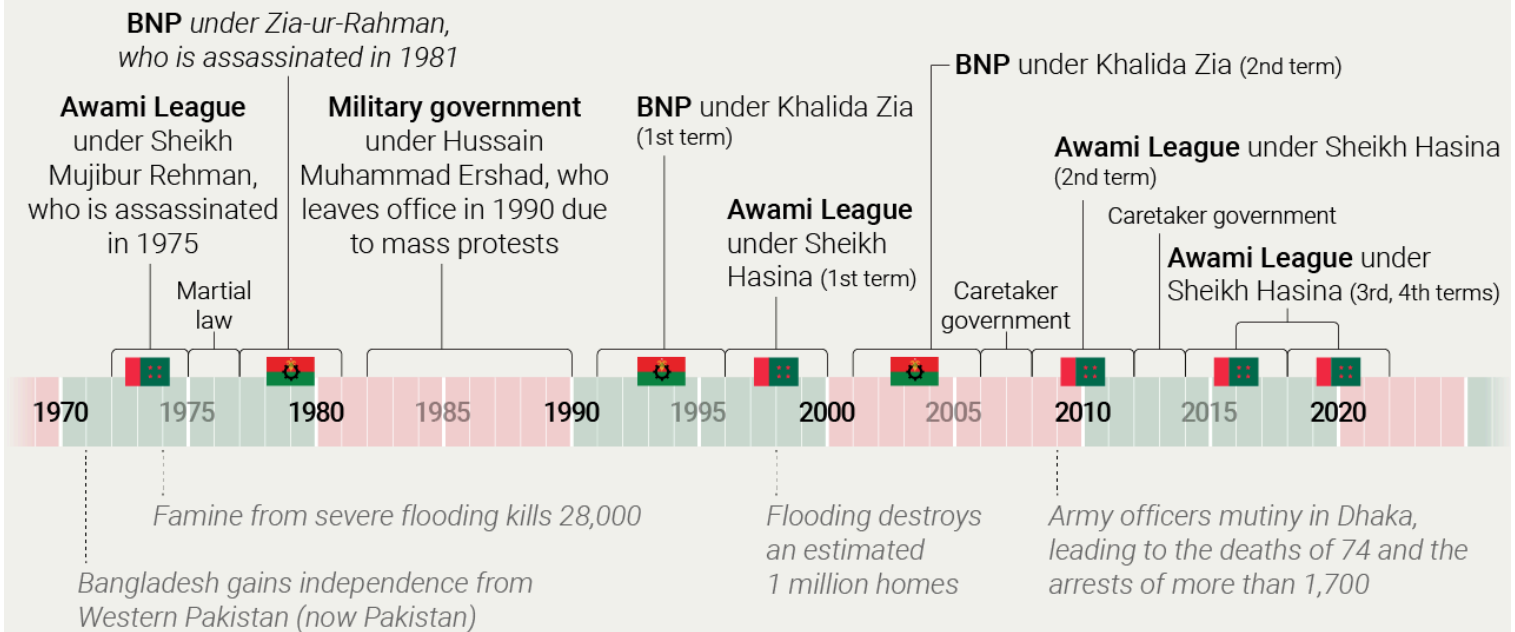 BNP under Zia-ur-Rahman,
who is assassinated in 1981
Awami League
under Sheikh
Mujibur Rehman,
who is assassinated
in 1975
Martial
law
Military government
under Hussain
Muhammad Ershad, who
leaves office in 1990 due
to mass protests
BNP under Khalida Zia
(1st term)
Awami League
under Sheikh
Hasina (1st term)
BNP under Khalida Zia (2nd term)
Caretaker
government
Awami League under Sheikh Hasina
(2nd term)
Caretaker government
Awami League under
Sheikh Hasina (3rd, 4th terms)
1970 1975 1980 1985 1990 1995 2000 2005 2010 2015 2020
Famine from severe flooding kills 28,000
Bangladesh gains independence from
Western Pakistan (now Pakistan)
Flooding destroys
an estimated
1 million homes
Army officers mutiny in Dhaka,
leading to the deaths of 74 and the
arrests of more than 1,700